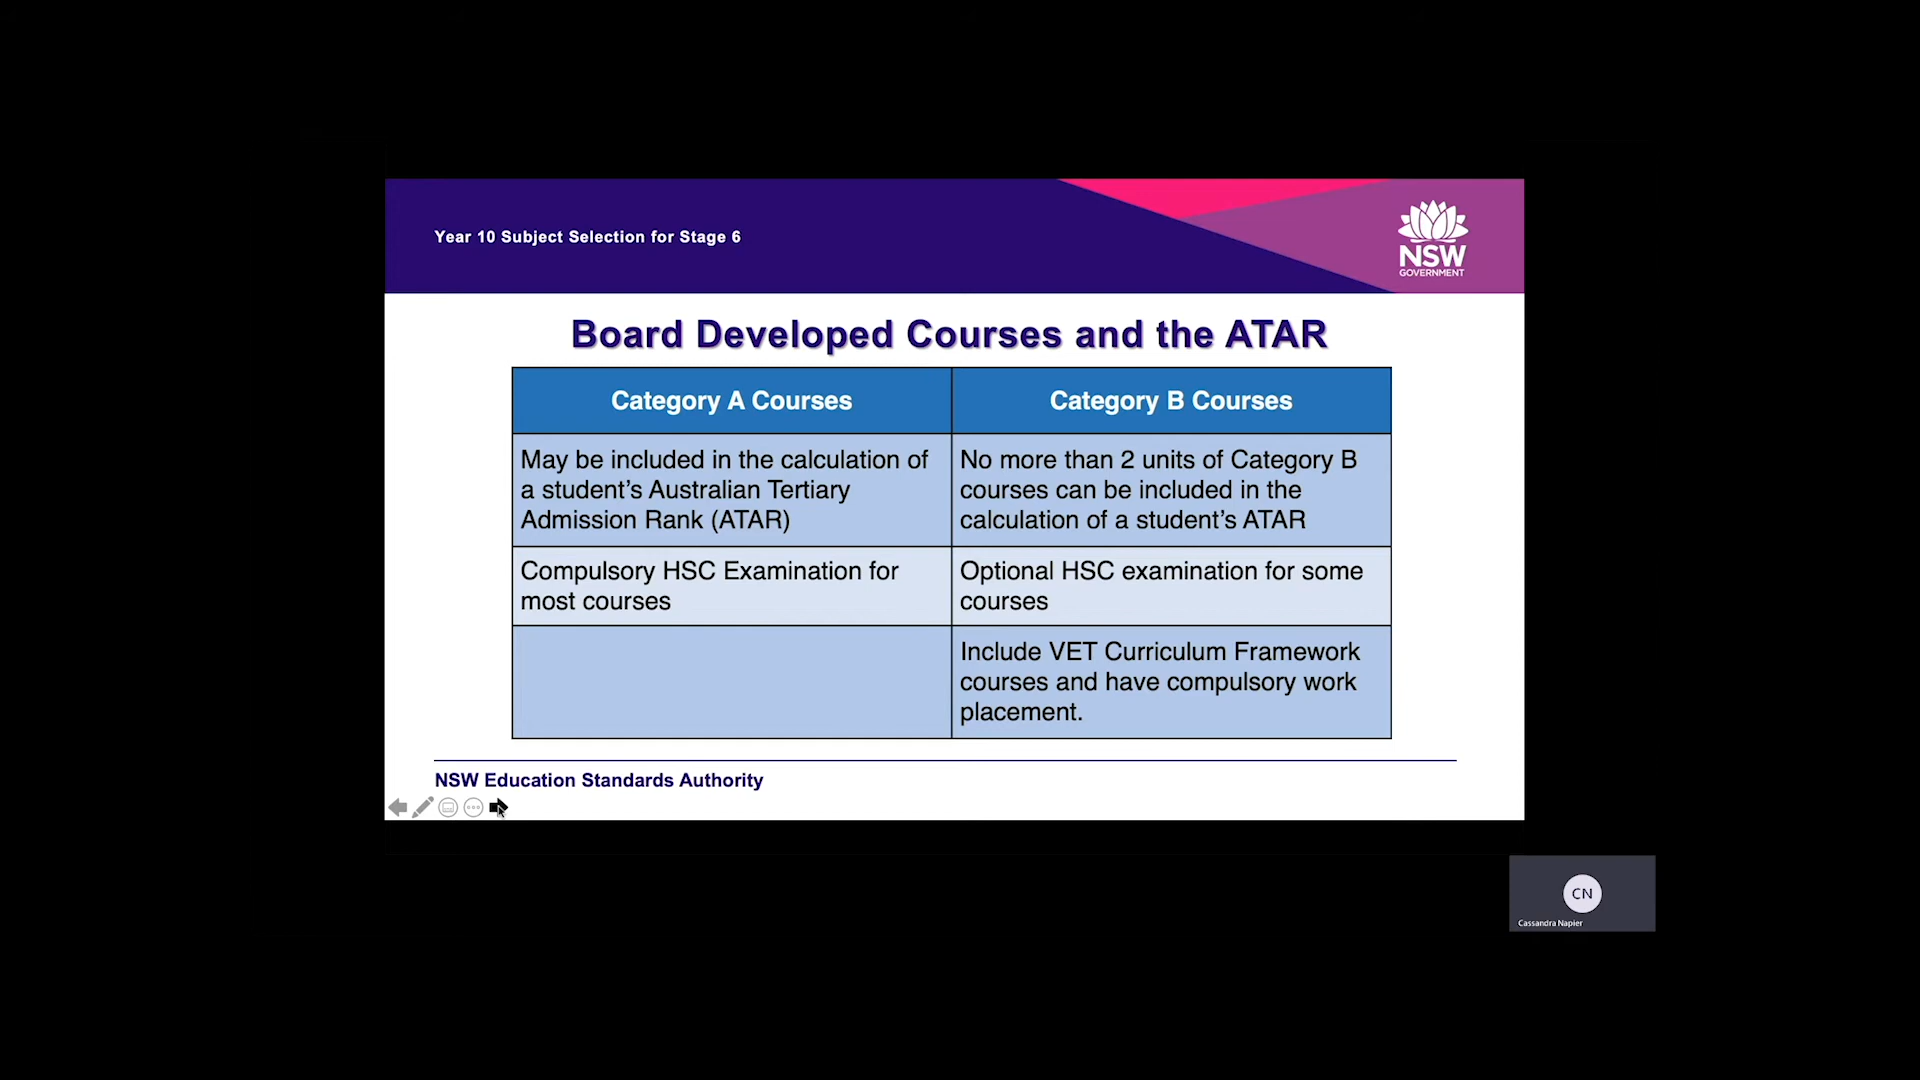 Year 10 Subject Selection for Stage 6
NSW
GOVERNMENT
Board Developed Courses and the ATAR
Category A Courses
Category B Courses
May be included in the calculation of
a student’s Australian Tertiary
Admission Rank (ATAR)
No more than 2 units of Category B
courses can be included in the
calculation of a student’s ATAR
Compulsory HSC Examination for
most courses
Optional HSC examination for some
courses
Include VET Curriculum Framework
courses and have compulsory work
placement.
NSW Education Standards Authority
CN
Cassandra Napier